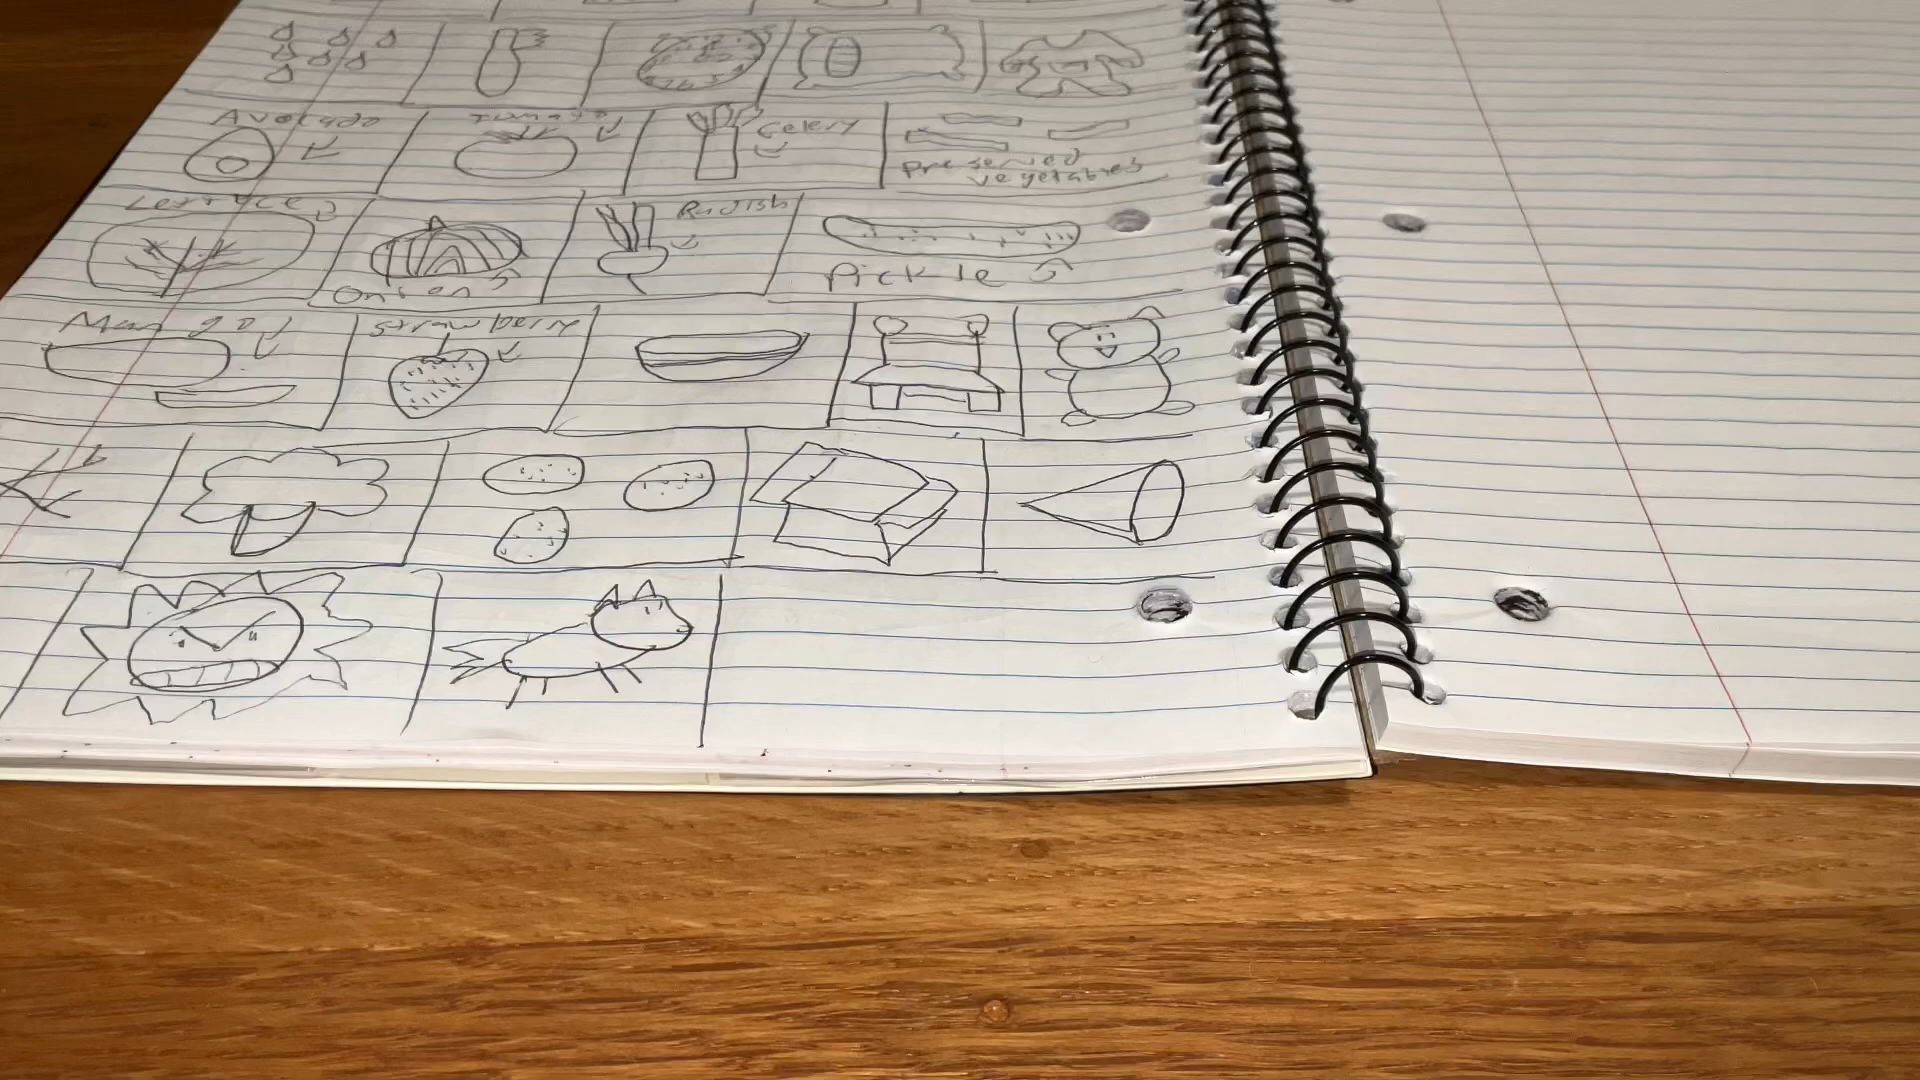 Avocado
Tomato
Celery
Preserved
vegetables
Lettuce
Radish
Onion
Pickle
Mango
Strawberry